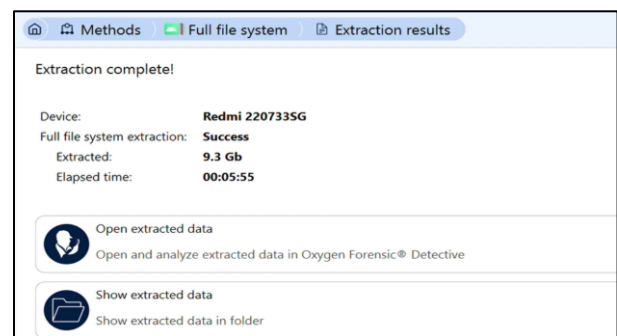 Methods Full file system Extraction results
Extraction complete!
Device: Redmi 220733SG
Full file system extraction: Success
Extracted: 9.3 Gb
Elapsed time: 00:05:55
Open extracted data
Open and analyze extracted data in Oxygen Forensic® Detective
Show extracted data
Show extracted data in folder